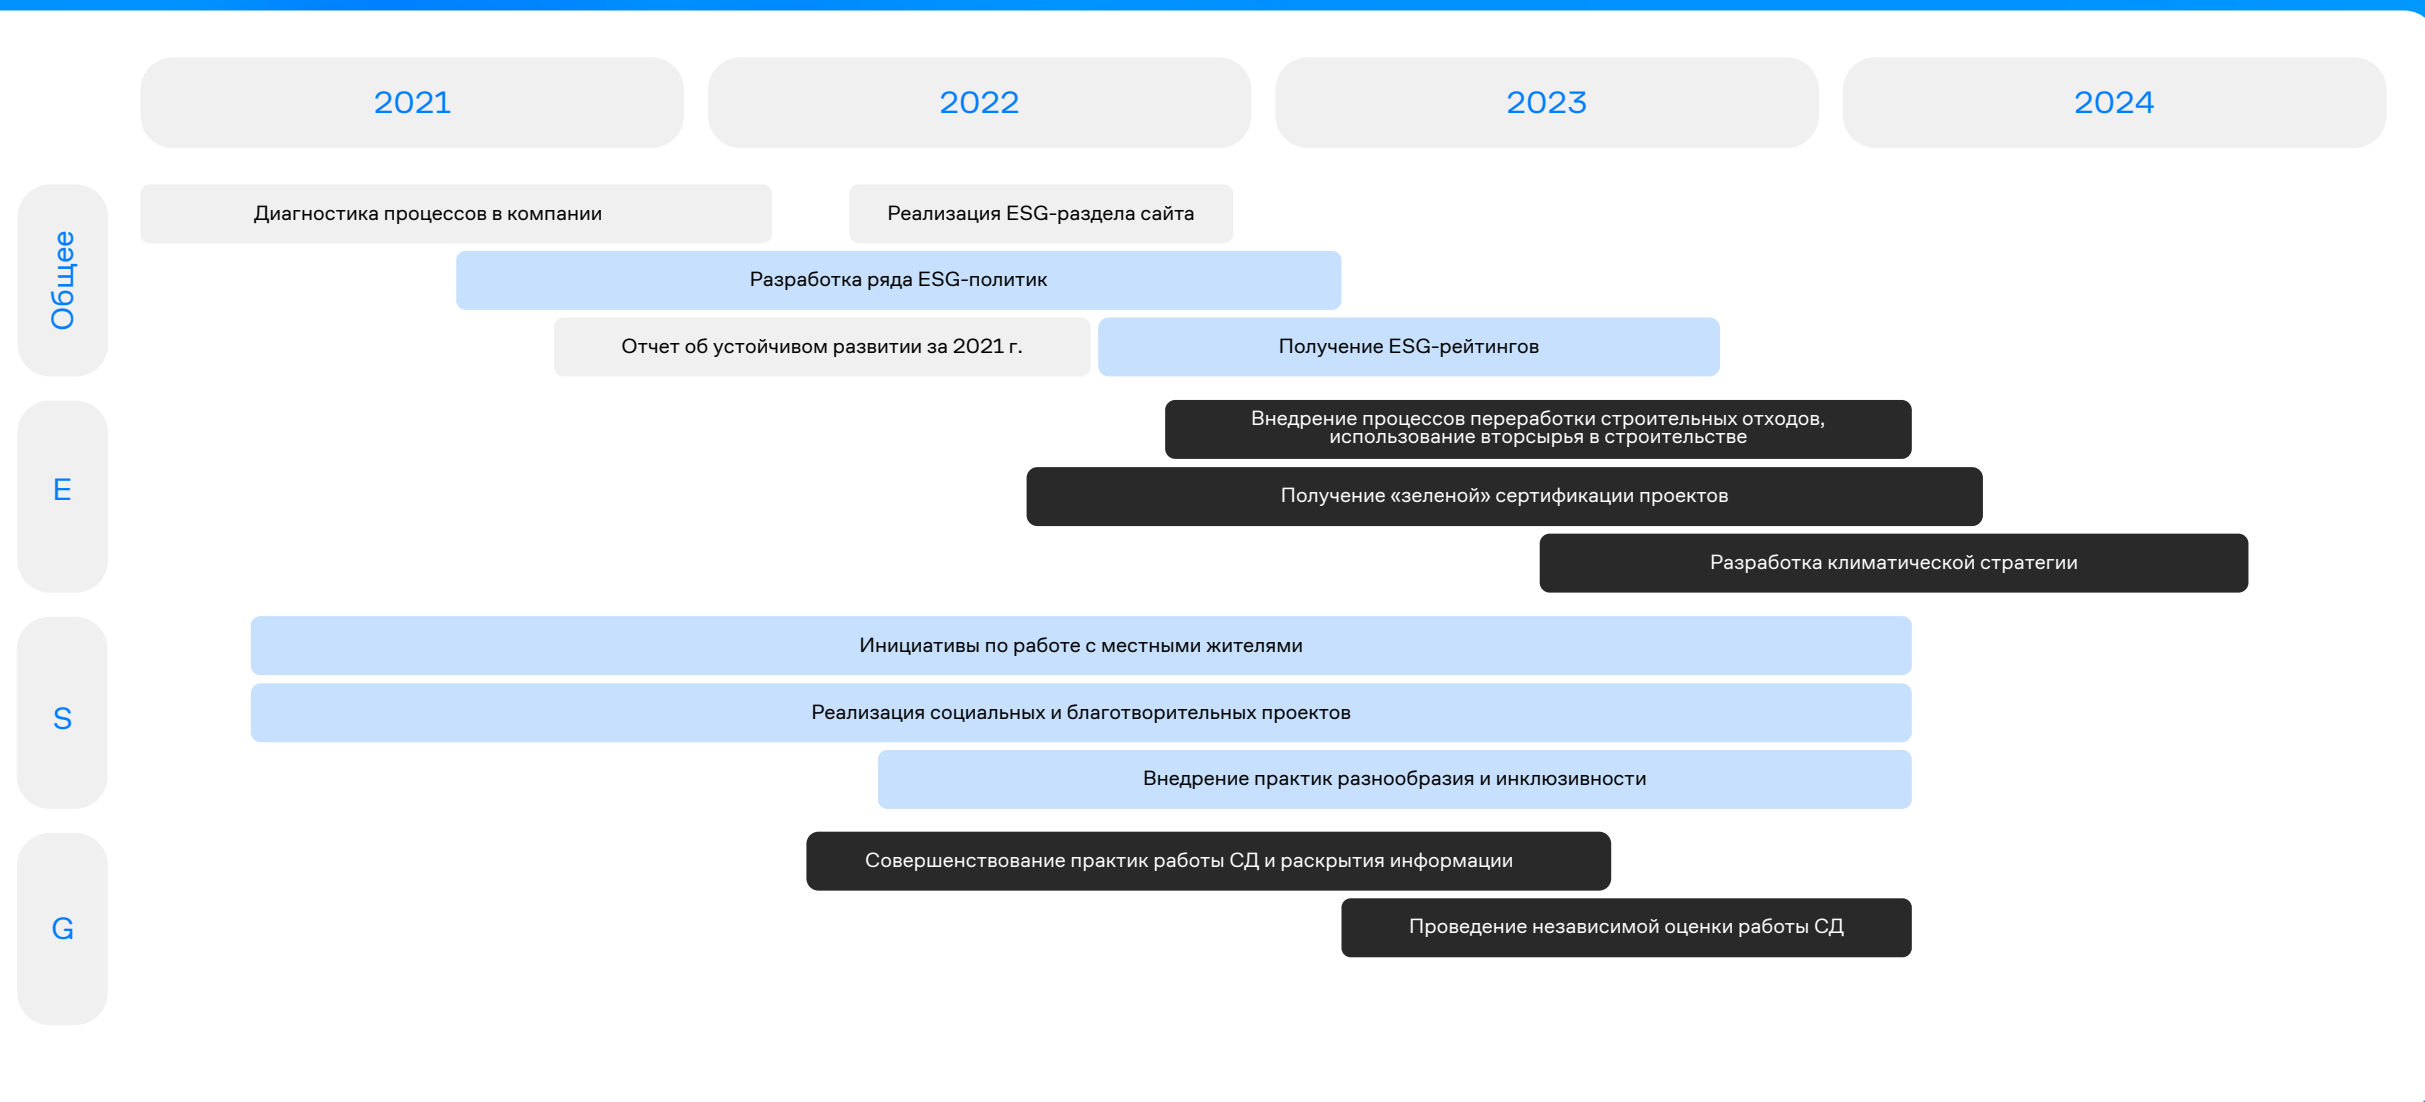 2021
2022
2023
2024
Общее
Диагностика процессов в компании
Реализация ESG-раздела сайта
Разработка ряда ESG-политик
Отчет об устойчивом развитии за 2021 г.
Получение ESG-рейтингов
E
Внедрение процессов переработки строительных отходов,
использование вторсырья в строительстве
Получение «зеленой» сертификации проектов
Разработка климатической стратегии
S
Инициативы по работе с местными жителями
Реализация социальных и благотворительных проектов
Внедрение практик разнообразия и инклюзивности
G
Совершенствование практик работы СД и раскрытия информации
Проведение независимой оценки работы СД